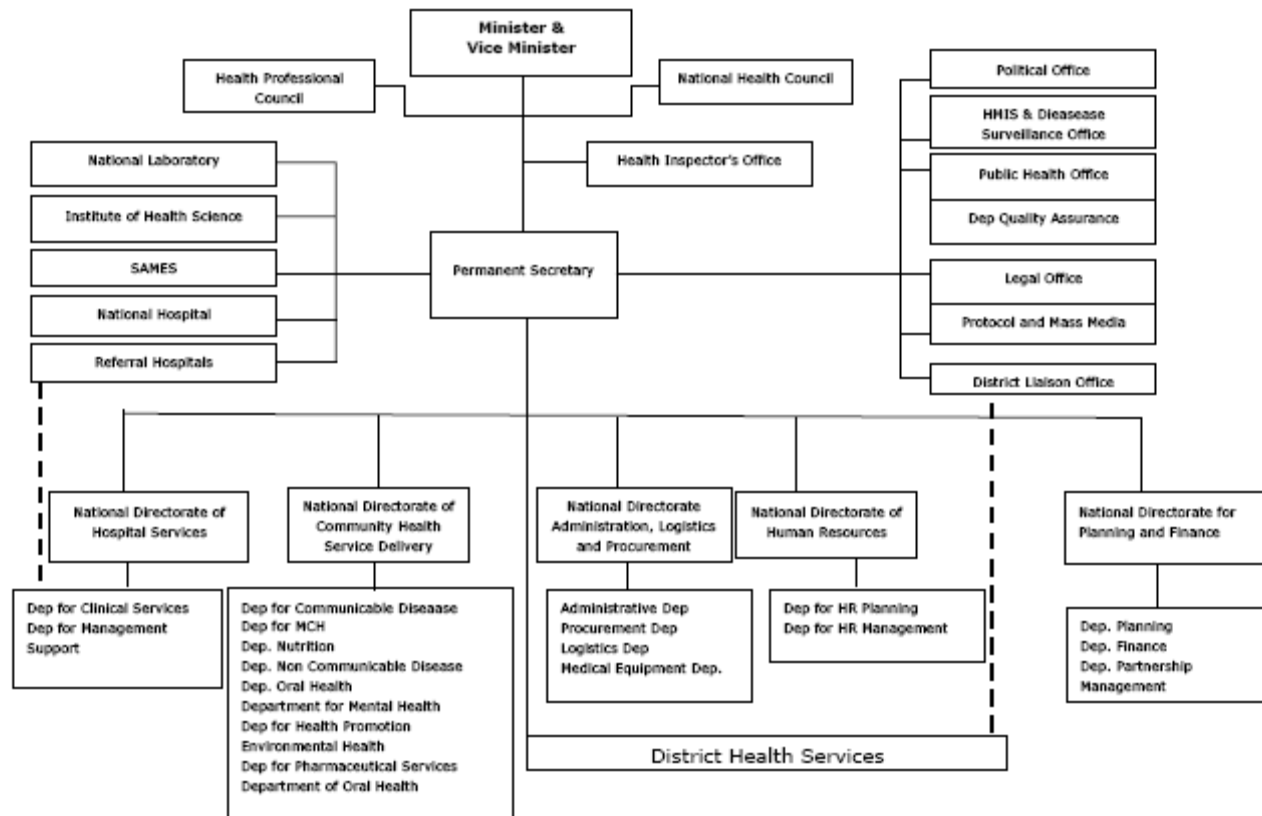 Minister &
Vice Minister
Health Professional
Council
National Health Council
Political Office
HMIS & Dieasease
Surveillance Office
National Laboratory
Health Inspector's Office
Public Health Office
Institute of Health Science
Dep Quality Assurance
SAMES
Permanent Secretary
Legal Office
National Hospital
Protocol and Mass Media
Referral Hospitals
District Liaison Office
National Directorate of
Hospital Services
National Directorate of
Community Health
Service Delivery
National Directorate
Administration, Logistics
and Procurement
National Directorate of
Human Resources
National Directorate for
Planning and Finance
Dep for Clinical Services
Dep for Management
Support
Dep for Communicable Diseaase
Dep for MCH
Dep. Nutrition
Dep. Non Communicable Disease
Dep. Oral Health
Department for Mental Health
Dep for Health Promotion
Environmental Health
Dep for Pharmaceutical Services
Department of Oral Health
Administrative Dep
Procurement Dep
Logistics Dep
Medical Equipment Dep.
Dep for HR Planning
Dep for HR Management
Dep. Planning
Dep. Finance
Dep. Partnership
Management
District Health Services